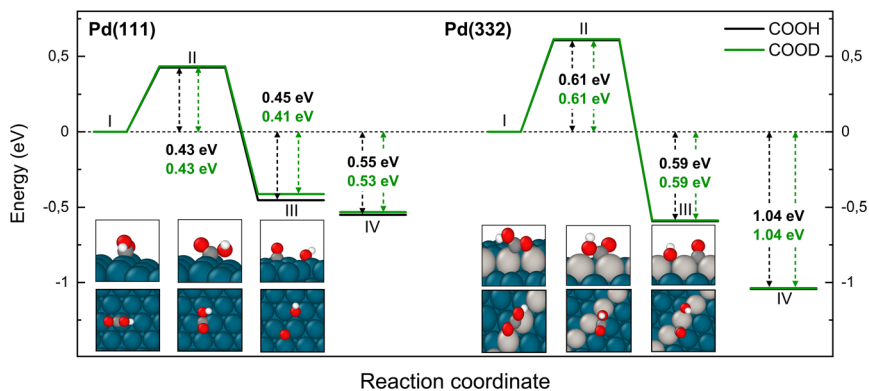 Pd(111)
Pd(332)
COOH
COOD
0,5
0
-0,5
-1
Energy (eV)
I
II
0.43 eV
0.43 eV
0.45 eV
0.41 eV
III
0.55 eV
0.53 eV
IV
I
II
0.61 eV
0.61 eV
0.59 eV
0.59 eV
III
1.04 eV
1.04 eV
IV
0,5
0
-0,5
-1
Reaction coordinate